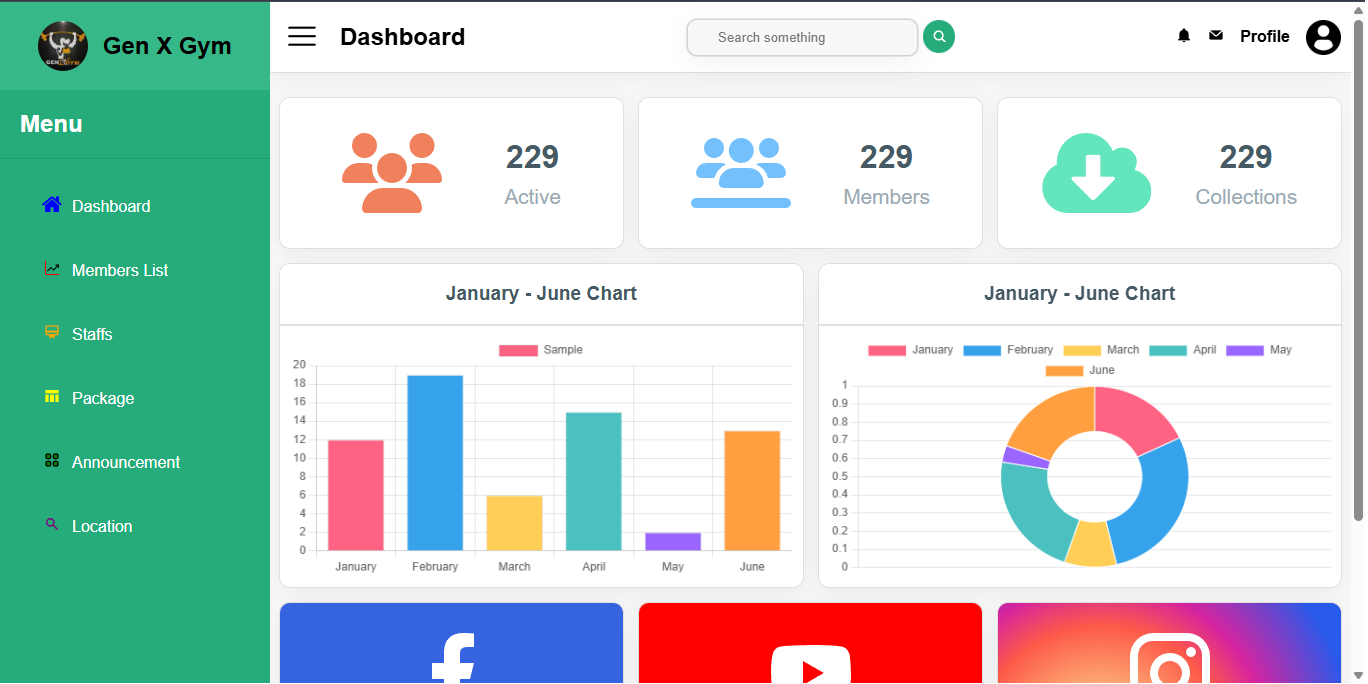 Gen X Gym
Dashboard
Search something
Profile
Menu
Dashboard
Members List
Staffs
Package
Announcement
Location
229
Active
229
Members
229
Collections
January - June Chart
Sample
20
18
16
14
12
10
8
6
4
2
0
January February March April May June
January - June Chart
January February March April May
June
1
0.9
0.8
0.7
0.6
0.5
0.4
0.3
0.2
0.1
0